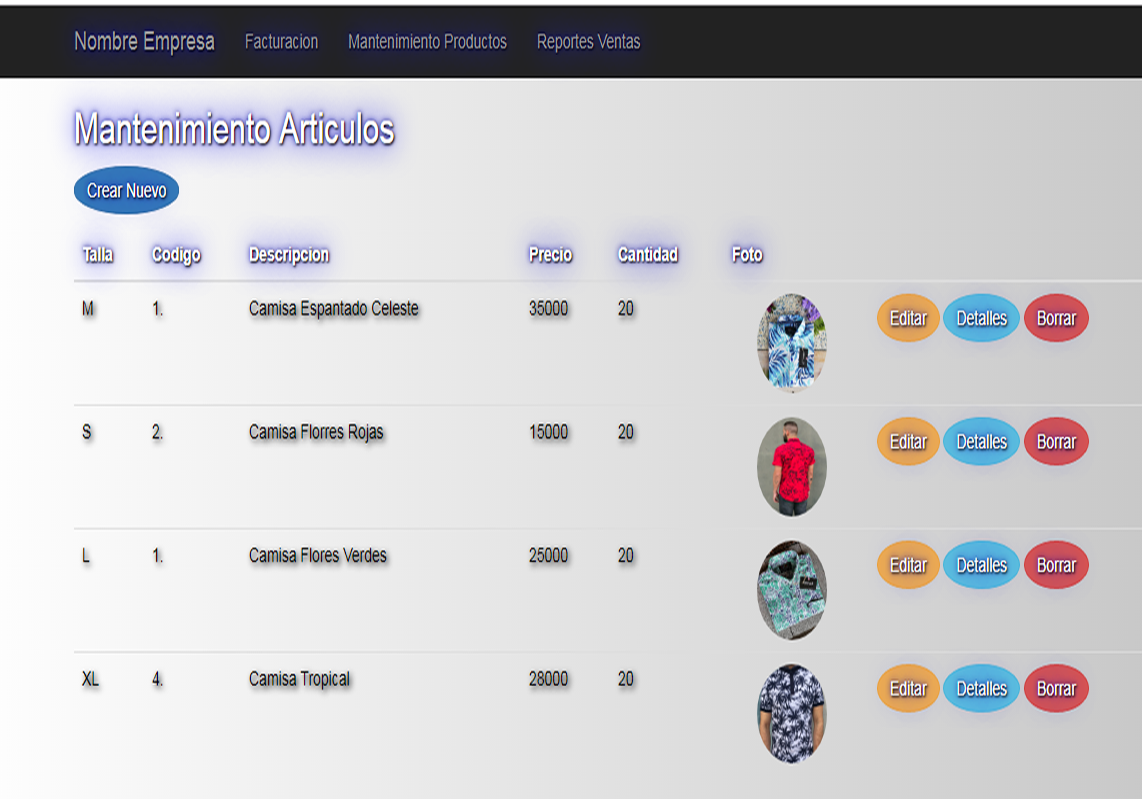 Nombre Empresa Facturacion Mantenimiento Productos Reportes Ventas
Mantenimiento Articulos
Crear Nuevo
Talla Codigo Descripcion Precio Cantidad Foto
M 1. Camisa Espantado Celeste 35000 20 Editar Detalles Borrar
S 2. Camisa Florres Rojas 15000 20 Editar Detalles Borrar
L 1. Camisa Flores Verdes 25000 20 Editar Detalles Borrar
XL 4. Camisa Tropical 28000 20 Editar Detalles Borrar